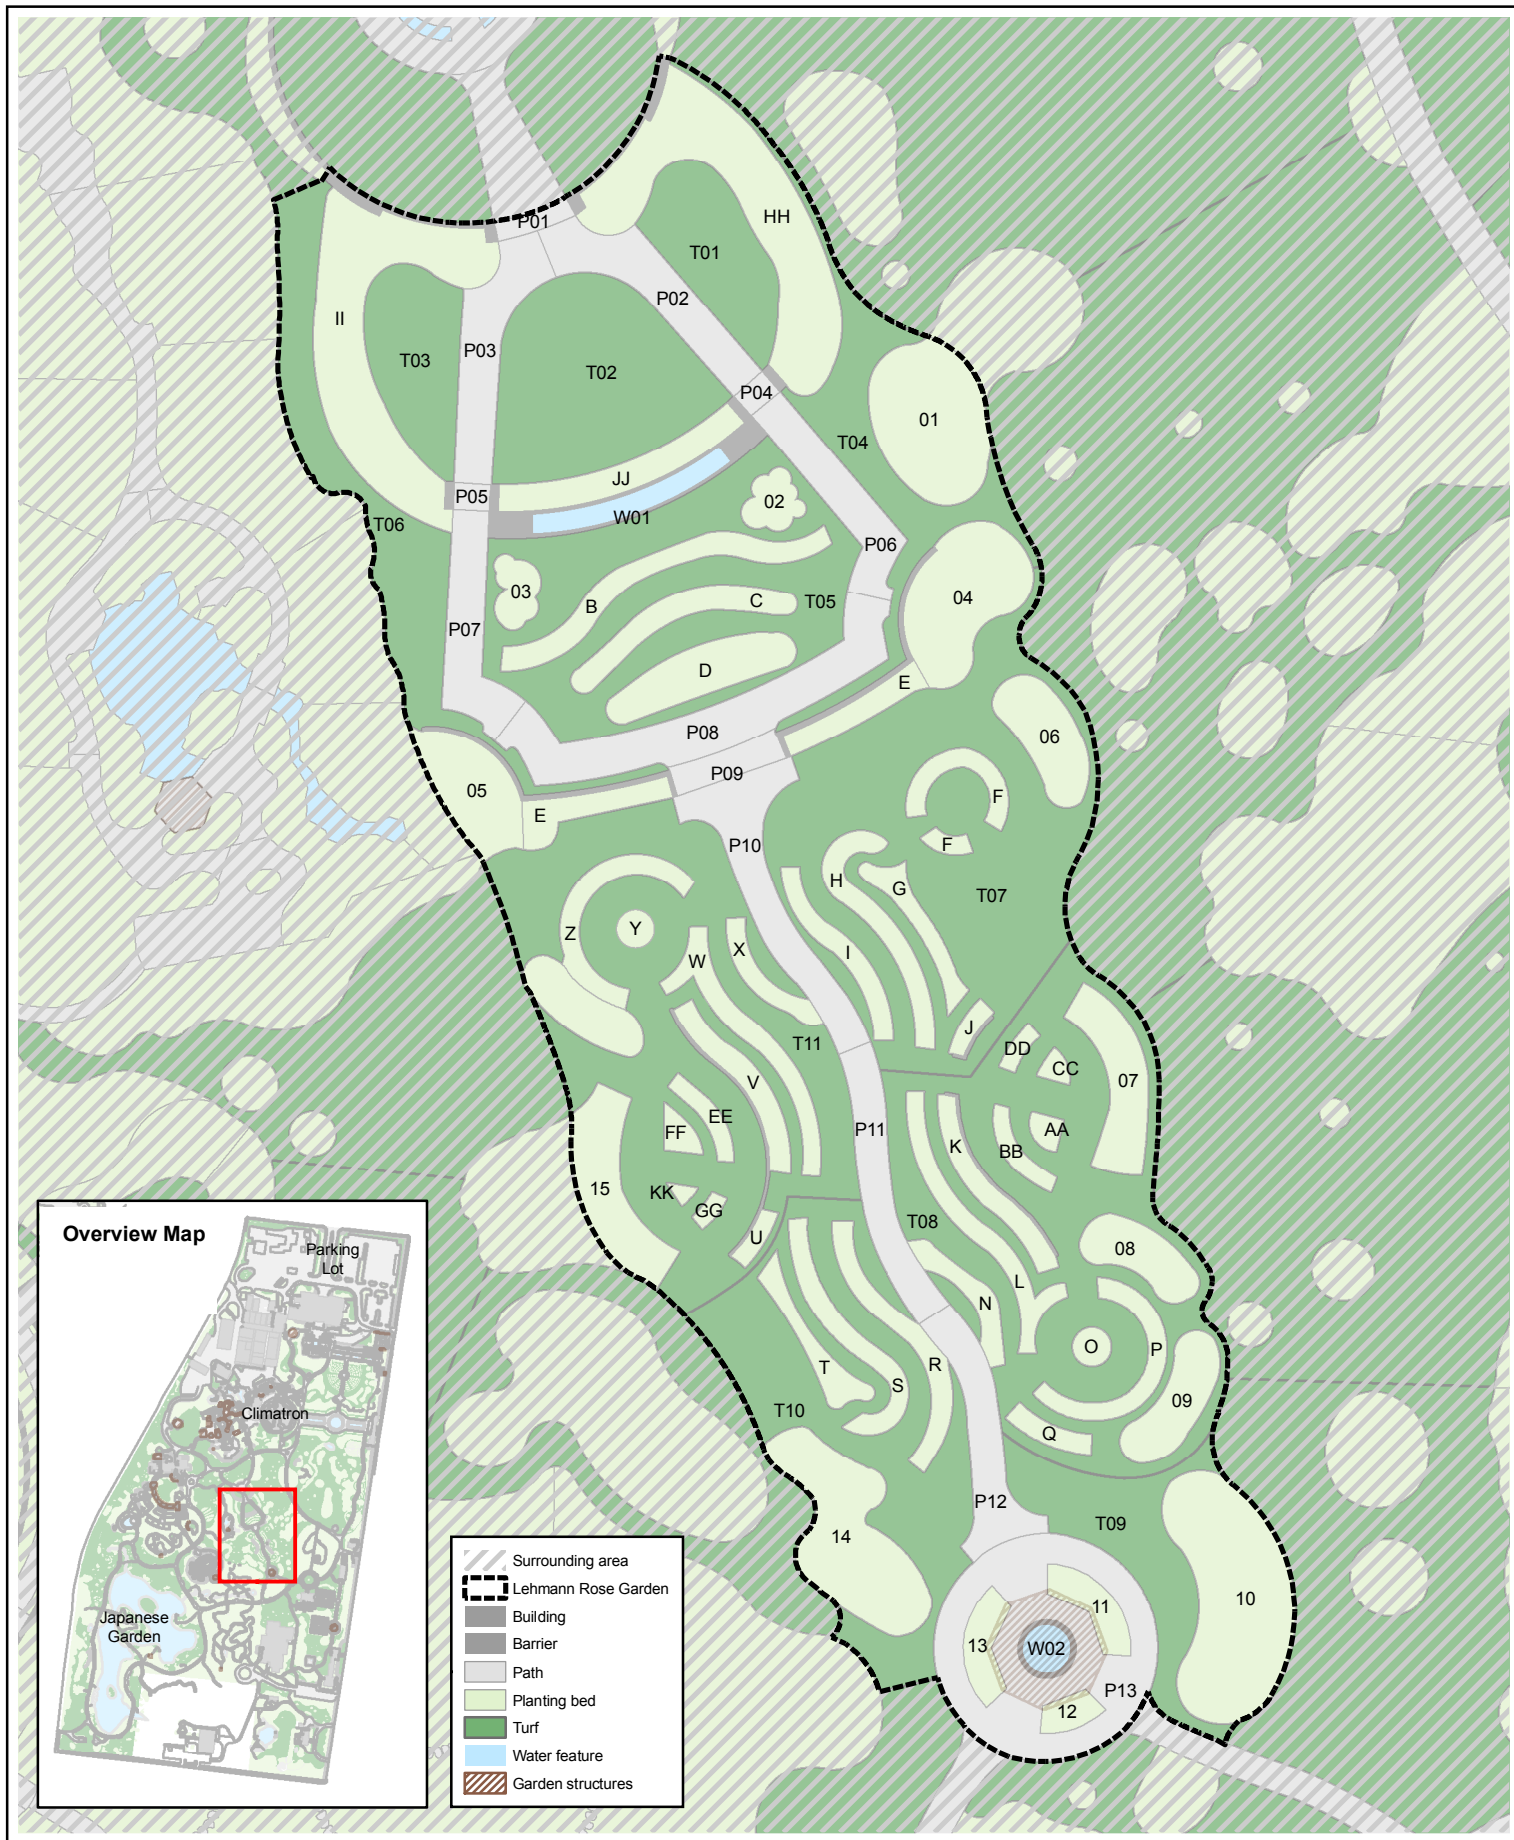 P01
HH
T01
P02
II
T03
P03
T02
P04
01
T04
JJ
P05
02
W01
T06
P06
03
B
C
T05
04
P07
D
E
P08
06
P09
05
E
F
P10
F
H
G
T07
Z
Y
W
X
I
J
T11
DD
CC
V
07
EE
FF
P11
K
AA
BB
KK
GG
15
U
T08
08
L
N
O
P
T
R
S
09
T10
Q
P12
T09
14
10
11
13
W02
P13
12
Overview Map
Parking
Lot
Climatron
Japanese
Garden
Surrounding area
Lehmann Rose Garden
Building
Barrier
Path
Planting bed
Turf
Water feature
Garden structures